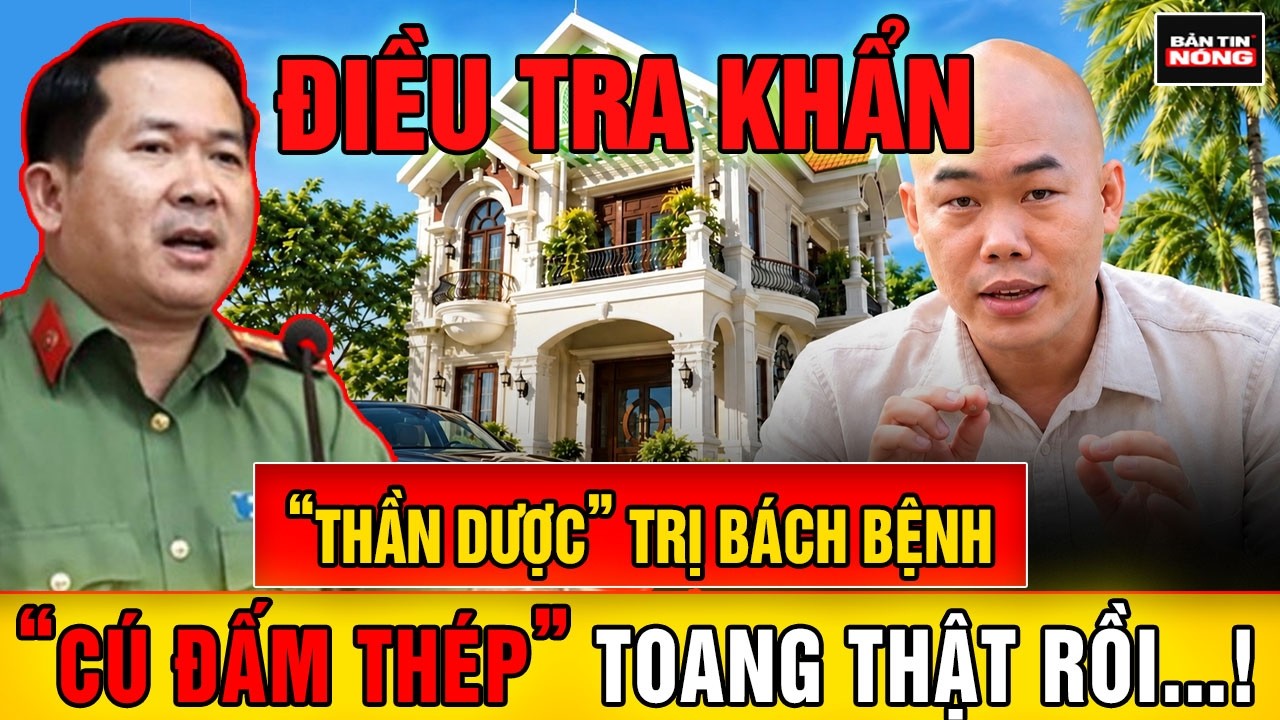 BẢN TIN
NÓNG
ĐIỀU TRA KHẨN
“THẦN DƯỢC” TRỊ BÁCH BỆNH
“CÚ ĐẤM THÉP” TOANG THẬT RỒI...!